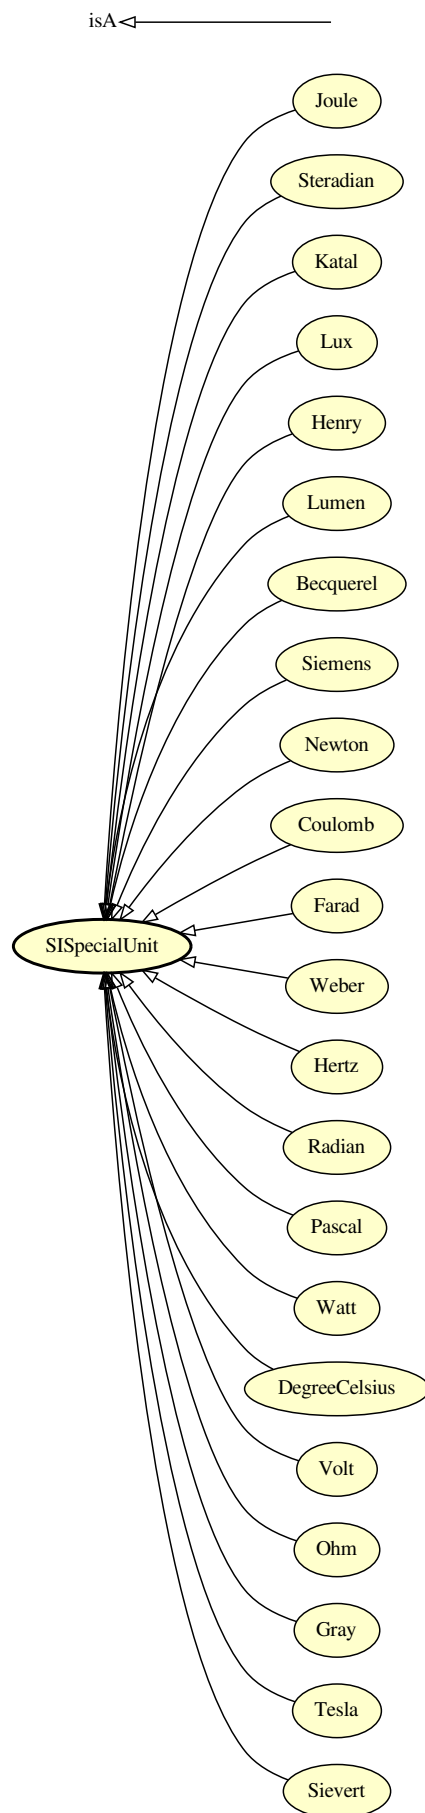 isA
Joule
Steradian
Katal
Lux
Henry
Lumen
Becquerel
Siemens
Newton
Coulomb
Farad
SISpecialUnit
Weber
Hertz
Radian
Pascal
Watt
DegreeCelsius
Volt
Ohm
Gray
Tesla
Sievert